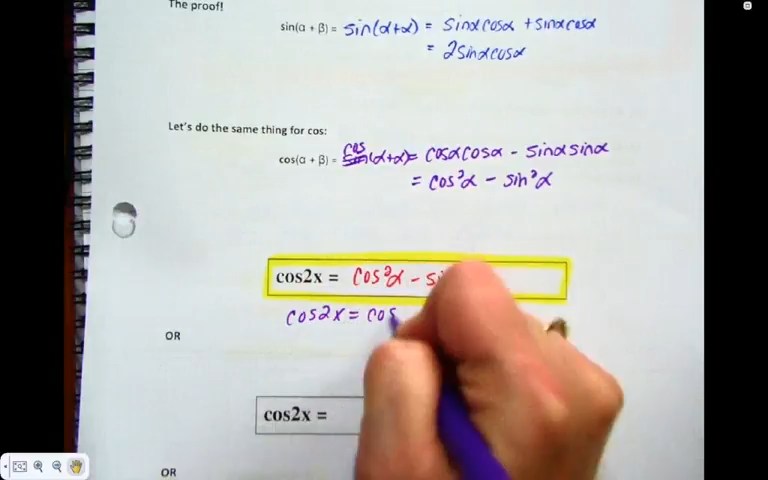 The proof!
sin(α + β) = sin(α+α) = sinαcosα + sinαcosα
= 2sinαcosα
Let's do the same thing for cos:
cos
cos(α + β) = sin(α+α) = cosαcosα - sinαsinα
= cos²α - sin²α
cos2x = cos²α -
cos2x = cos
OR
cos2x =
OR